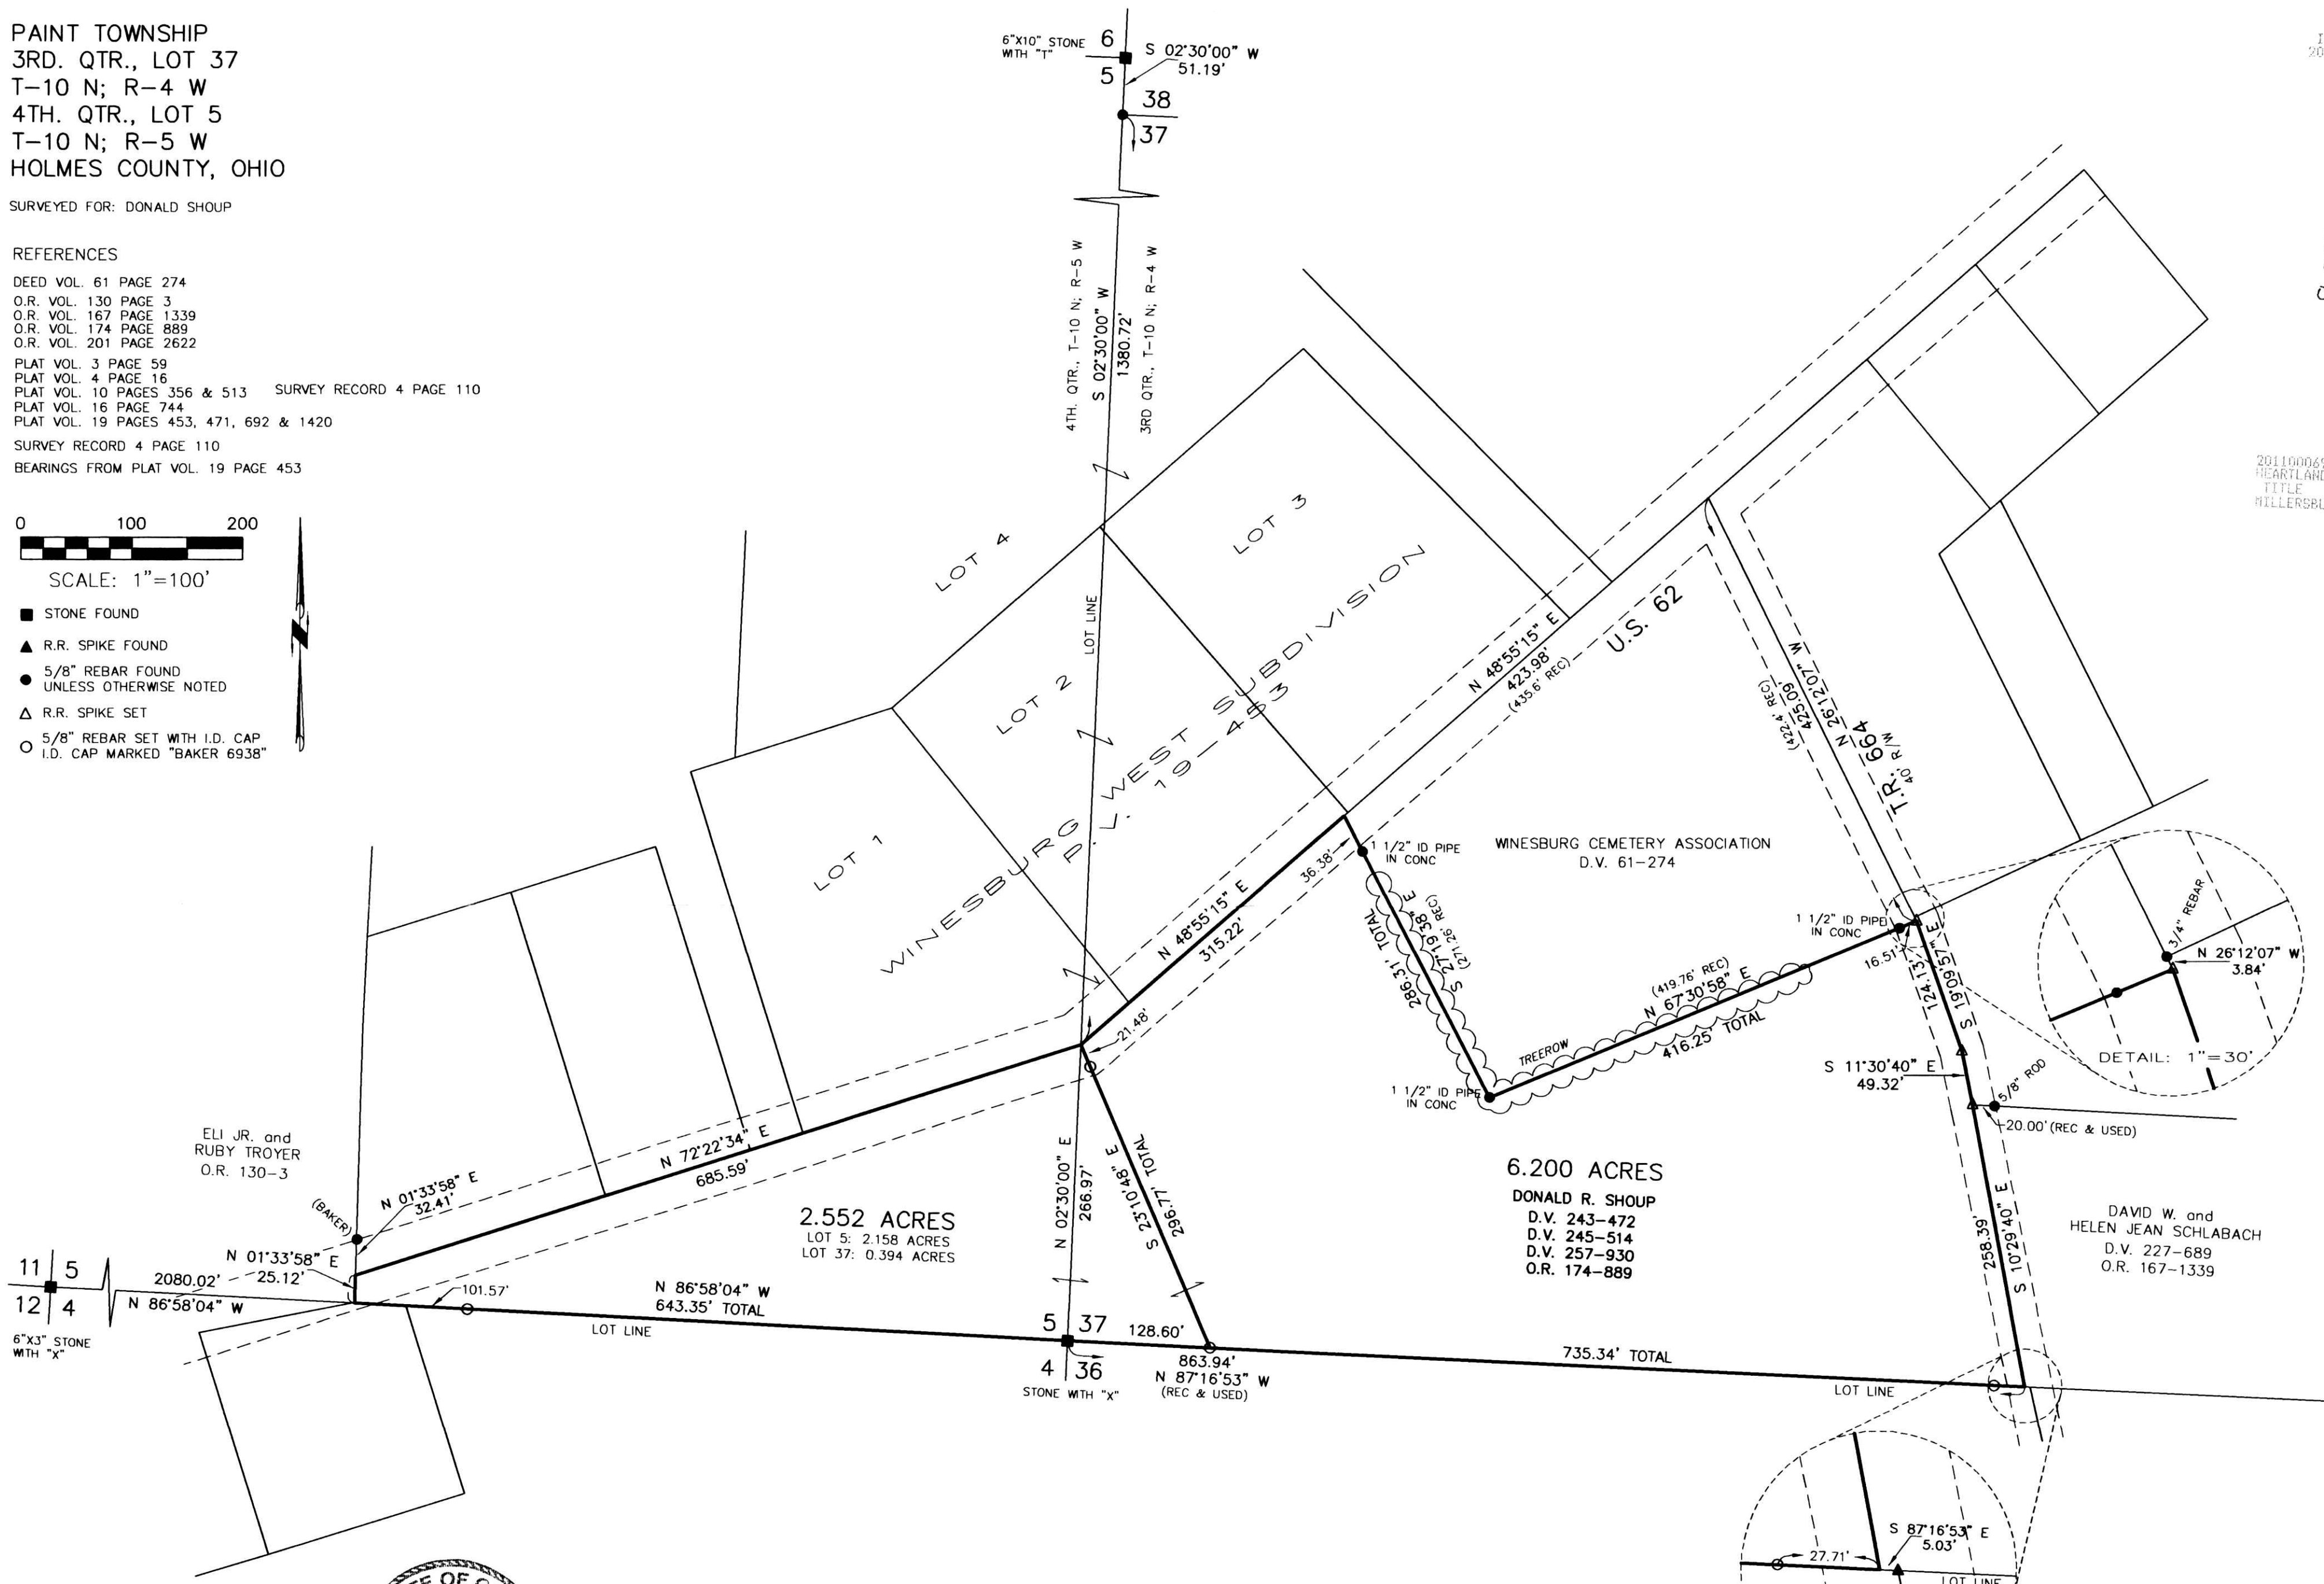 PAINT TOWNSHIP
3RD. QTR., LOT 37
T-10 N; R-4 W
4TH. QTR., LOT 5
T-10 N; R-5 W
HOLMES COUNTY, OHIO
SURVEYED FOR: DONALD SHOUP
REFERENCES
DEED VOL. 61 PAGE 274
O.R. VOL. 130 PAGE 3
O.R. VOL. 167 PAGE 1339
O.R. VOL. 174 PAGE 889
O.R. VOL. 201 PAGE 2622
PLAT VOL. 3 PAGE 59
PLAT VOL. 4 PAGE 16
PLAT VOL. 10 PAGES 356 & 513 SURVEY RECORD 4 PAGE 110
PLAT VOL. 16 PAGE 744
PLAT VOL. 19 PAGES 453, 471, 692 & 1420
SURVEY RECORD 4 PAGE 110
BEARINGS FROM PLAT VOL. 19 PAGE 453
0 100 200
SCALE: 1"=100'
STONE FOUND
R.R. SPIKE FOUND
5/8" REBAR FOUND
UNLESS OTHERWISE NOTED
R.R. SPIKE SET
5/8" REBAR SET WITH I.D. CAP
I.D. CAP MARKED "BAKER 6938"
N
6"X10" STONE
WITH "T"
6
5
S 02°30'00" W
51.19'
38
37
4TH. QTR., T-10 N; R-5 W
S 02°30'00" W
1380.72'
3RD QTR., T-10 N; R-4 W
LOT LINE
LOT 4
LOT 3
LOT 2
LOT 1
WINESBURG WEST SUBDIVISION
P.L. 19-453
N 48°55'15" E
423.98'
(435.6' REC)
U.S. 62
(422.4' REC)
425.09'
N 26°12'07" W
T.R. 664
40' R/W
WINESBURG CEMETERY ASSOCIATION
D.V. 61-274
1 1/2" ID PIPE
IN CONC
36.38'
N 48°55'15" E
315.22'
286.31' TOTAL
S 27°19'38" E
(271.26' REC)
(419.76' REC)
N 67°30'58" E
TREEROW
416.25' TOTAL
1 1/2" ID PIPE
IN CONC
1 1/2" ID PIPE
IN CONC
16.51'
124.13'
S 19°09'57" E
3/4" REBAR
N 26°12'07" W
3.84'
DETAIL: 1"=30'
S 11°30'40" E
49.32'
5/8" ROD
20.00' (REC & USED)
21.48'
ELI JR. and
RUBY TROYER
O.R. 130-3
(BAKER)
N 01°33'58" E
32.41'
N 72°22'34" E
685.59'
N 01°33'58" E
25.12'
11 5
12 4
6"X3" STONE
WITH "X"
2080.02'
N 86°58'04" W
101.57'
N 86°58'04" W
643.35' TOTAL
LOT LINE
2.552 ACRES
LOT 5: 2.158 ACRES
LOT 37: 0.394 ACRES
N 02°30'00" E
266.97'
S 23°10'48" E
296.77' TOTAL
5 37
4 36
STONE WITH "X"
128.60'
863.94'
N 87°16'53" W
(REC & USED)
6.200 ACRES
DONALD R. SHOUP
D.V. 243-472
D.V. 245-514
D.V. 257-930
O.R. 174-889
735.34' TOTAL
LOT LINE
258.39'
S 10°29'40" E
DAVID W. and
HELEN JEAN SCHLABACH
D.V. 227-689
O.R. 167-1339
S 87°16'53" E
5.03'
27.71'
LOT LINE
HEARTLAND
TITLE